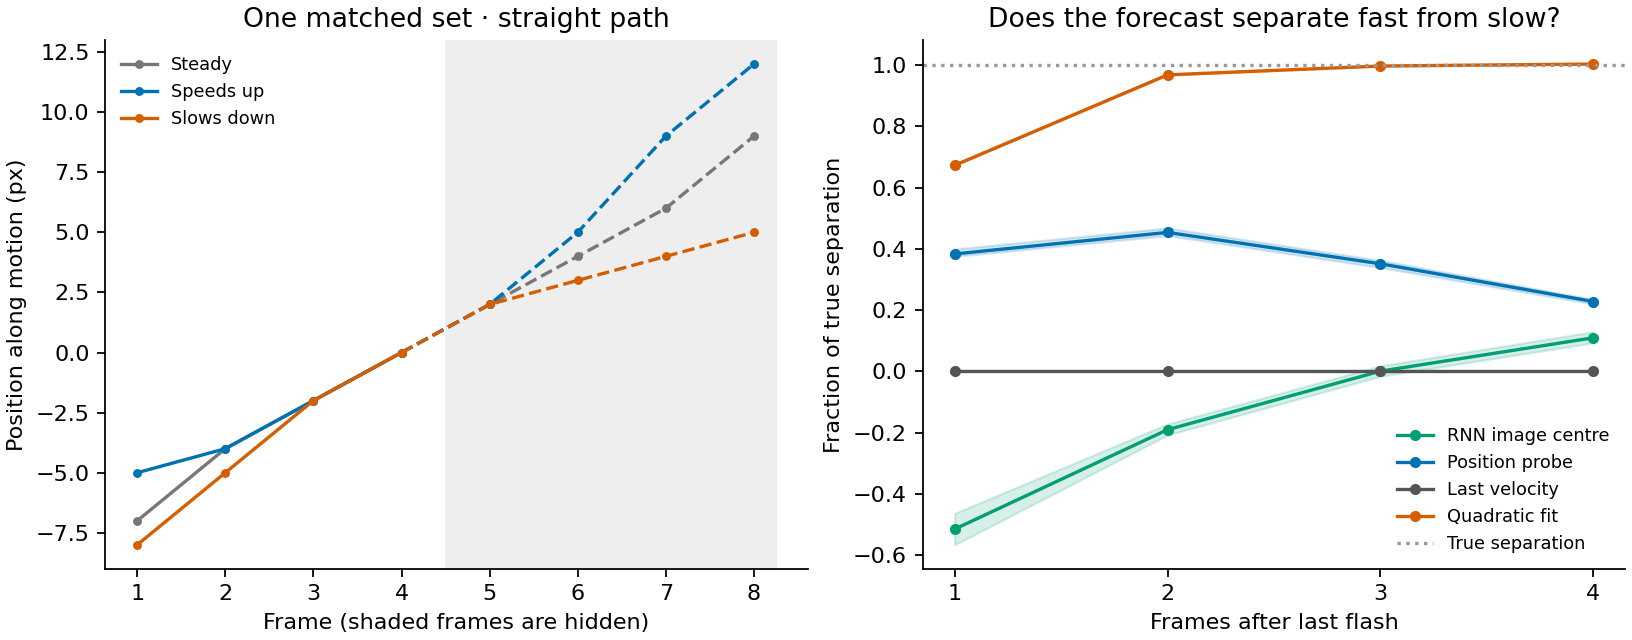 One matched set · straight path
Position along motion (px)
12.5
10.0
7.5
5.0
2.5
0.0
−2.5
−5.0
−7.5
Steady
Speeds up
Slows down
1 2 3 4 5 6 7 8
Frame (shaded frames are hidden)
Does the forecast separate fast from slow?
Fraction of true separation
1.0
0.8
0.6
0.4
0.2
0.0
−0.2
−0.4
−0.6
RNN image centre
Position probe
Last velocity
Quadratic fit
True separation
1 2 3 4
Frames after last flash